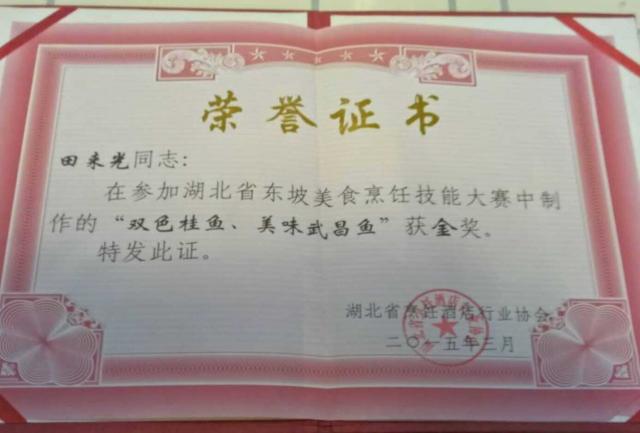 荣誉证书
田来光同志：
在参加湖北省东坡美食烹饪技能大赛中制
作的“双色桂鱼、美味武昌鱼”获金奖。
特发此证。
湖北省烹饪酒店行业协会
二〇一五年三月